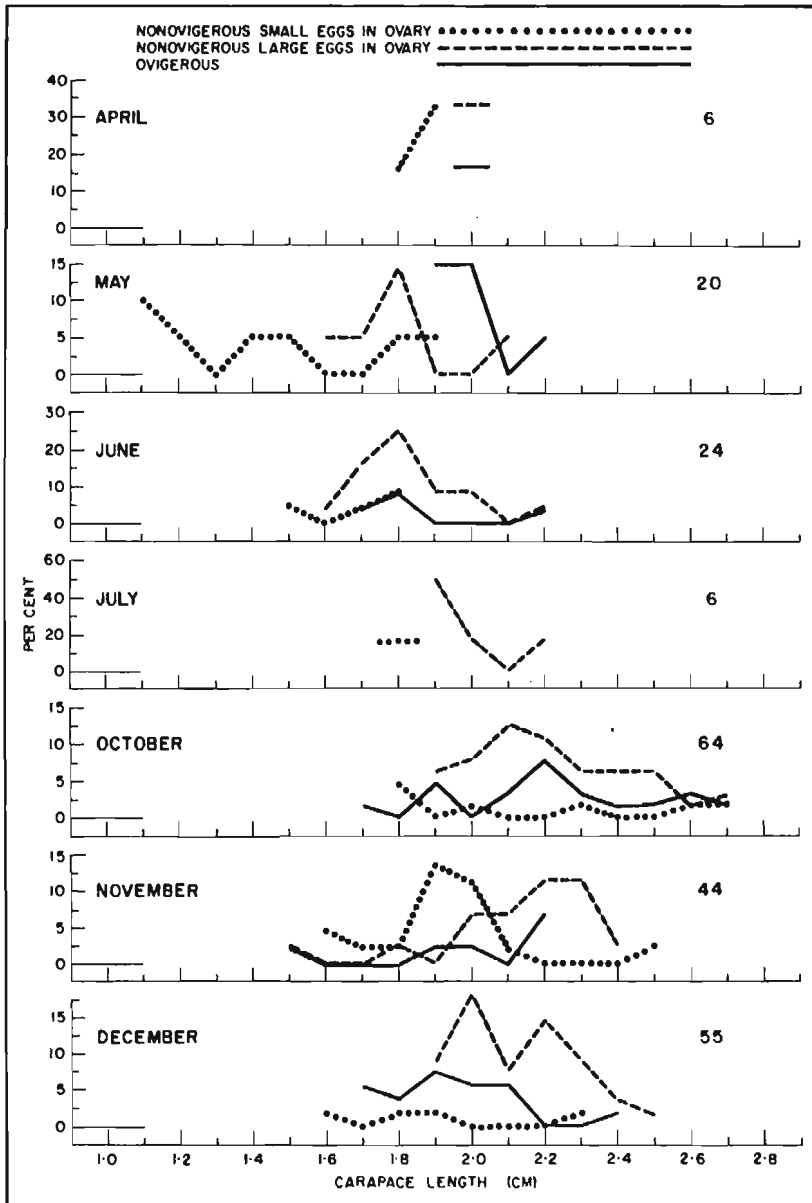 NONOVIGEROUS SMALL EGGS IN OVARY
NONOVIGEROUS LARGE EGGS IN OVARY
OVIGEROUS
40
30
20
10
0
APRIL
6
15
10
5
0
MAY
20
30
20
10
0
JUNE
24
60
40
20
0
JULY
6
PER CENT
15
10
5
0
OCTOBER
64
15
10
5
0
NOVEMBER
44
15
10
5
0
DECEMBER
55
1.0 1.2 1.4 1.6 1.8 2.0 2.2 2.4 2.6 2.8
CARAPACE LENGTH (CM)